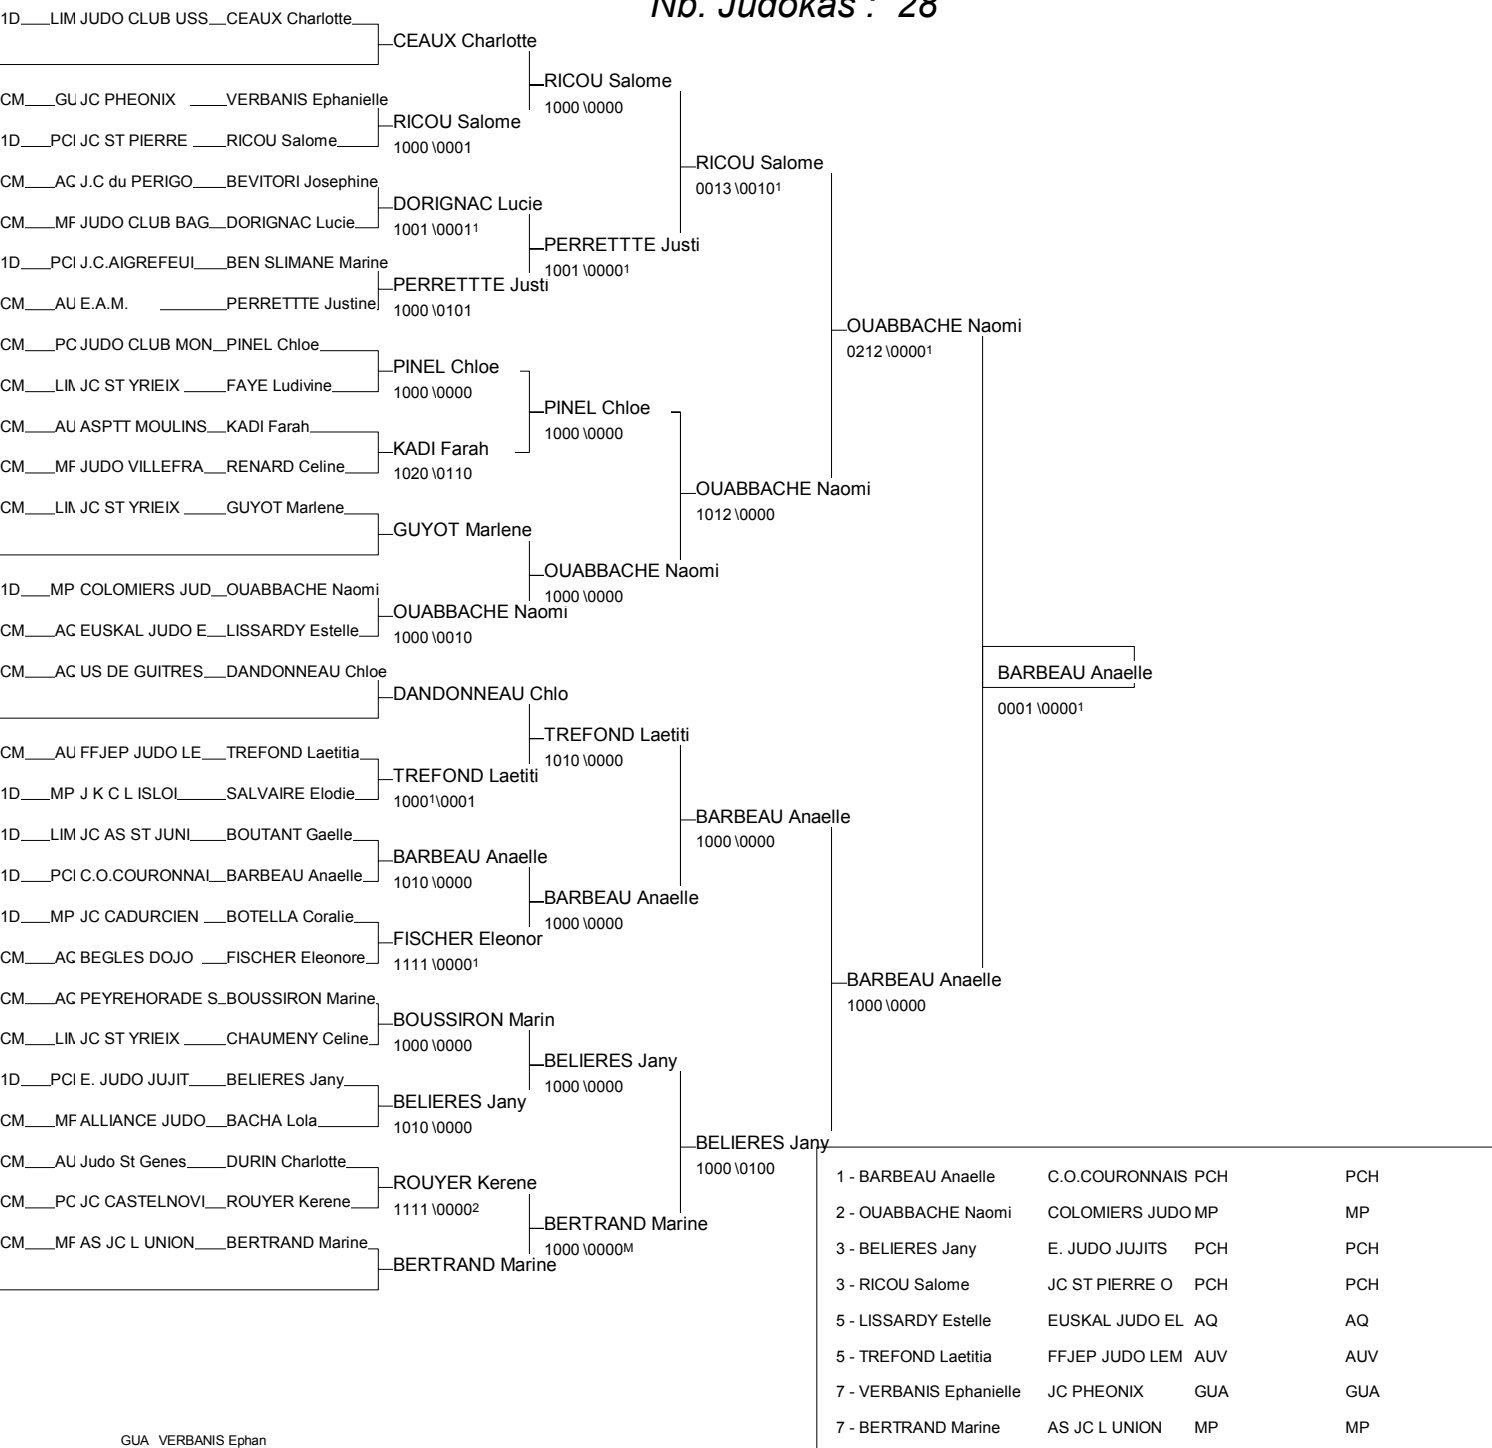 Nb. Judokas : 28
1D LIM JUDO CLUB USS CEAUX Charlotte
CEAUX Charlotte
RICOU Salome
1000 \0000
CM GU JC PHEONIX VERBANIS Ephanielle
RICOU Salome
1000 \0001
1D PC JC ST PIERRE RICOU Salome
RICOU Salome
0013 \0010¹
CM AQ J.C du PERIGO BEVITORI Josephine
DORIGNAC Lucie
1001 \0001¹
CM MP JUDO CLUB BAG DORIGNAC Lucie
PERRETTTE Justi
1001 \0000¹
1D PC J.C.AIGREFEUI BEN SLIMANE Marine
PERRETTTE Justi
1000 \0101
CM AU E.A.M. PERRETTTE Justine
OUABBACHE Naomi
0212 \0000¹
CM PC JUDO CLUB MON PINEL Chloe
PINEL Chloe
1000 \0000
CM LIM JC ST YRIEIX FAYE Ludivine
PINEL Chloe
1000 \0000
CM AU ASPTT MOULINS KADI Farah
KADI Farah
1020 \0110
CM MP JUDO VILLEFRA RENARD Celine
OUABBACHE Naomi
1012 \0000
CM LIM JC ST YRIEIX GUYOT Marlene
GUYOT Marlene
OUABBACHE Naomi
1000 \0000
1D MP COLOMIERS JUD OUABBACHE Naomi
OUABBACHE Naomi
1000 \0010
CM AQ EUSKAL JUDO E LISSARDY Estelle
BARBEAU Anaelle
0001 \0000¹
CM AQ US DE GUITRES DANDONNEAU Chloe
DANDONNEAU Chlo
TREFOND Laetiti
1010 \0000
CM AU FFJEP JUDO LE TREFOND Laetitia
TREFOND Laetiti
1000¹\0001
1D MP J K C L ISLOI SALVAIRE Elodie
BARBEAU Anaelle
1000 \0000
1D LIM JC AS ST JUNI BOUTANT Gaelle
BARBEAU Anaelle
1010 \0000
1D PC C.O.COURONNAI BARBEAU Anaelle
BARBEAU Anaelle
1000 \0000
1D MP JC CADURCIEN BOTELLA Coralie
FISCHER Eleonor
1111 \0000¹
CM AQ BEGLES DOJO FISCHER Eleonore
BARBEAU Anaelle
1000 \0000
CM AQ PEYREHORADE S BOUSSIRON Marine
BOUSSIRON Marin
1000 \0000
CM LIM JC ST YRIEIX CHAUMENY Celine
BELIERES Jany
1000 \0000
1D PC E. JUDO JUJIT BELIERES Jany
BELIERES Jany
1010 \0000
CM MP ALLIANCE JUDO BACHA Lola
BELIERES Jany
1000 \0100
CM AU Judo St Genes DURIN Charlotte
ROUYER Kerene
1111 \0000²
CM PC JC CASTELNOVI ROUYER Kerene
BERTRAND Marine
1000 \0000ᴹ
CM MP AS JC L UNION BERTRAND Marine
BERTRAND Marine
1 - BARBEAU Anaelle C.O.COURONNAIS PCH PCH
2 - OUABBACHE Naomi COLOMIERS JUDO MP MP
3 - BELIERES Jany E. JUDO JUJITS PCH PCH
3 - RICOU Salome JC ST PIERRE O PCH PCH
5 - LISSARDY Estelle EUSKAL JUDO EL AQ AQ
5 - TREFOND Laetitia FFJEP JUDO LEM AUV AUV
7 - VERBANIS Ephanielle JC PHEONIX GUA GUA
7 - BERTRAND Marine AS JC L UNION MP MP
GUA VERBANIS Ephan